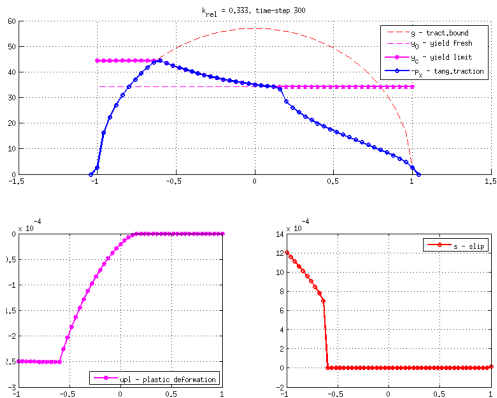 k_rel = 0.333, time-step 300
60
50
40
30
20
10
0
-1.5 -1 -0.5 0 0.5 1 1.5
g - tract.bound
y_0 - yield fresh
y_c - yield limit
-p_x - tang.traction
x 10^-4
0
-0.5
-1
-1.5
-2
-2.5
-3
-1 -0.5 0 0.5 1
upl - plastic deformation
x 10^-4
14
12
10
8
6
4
2
0
-2
-1 -0.5 0 0.5 1
s - slip